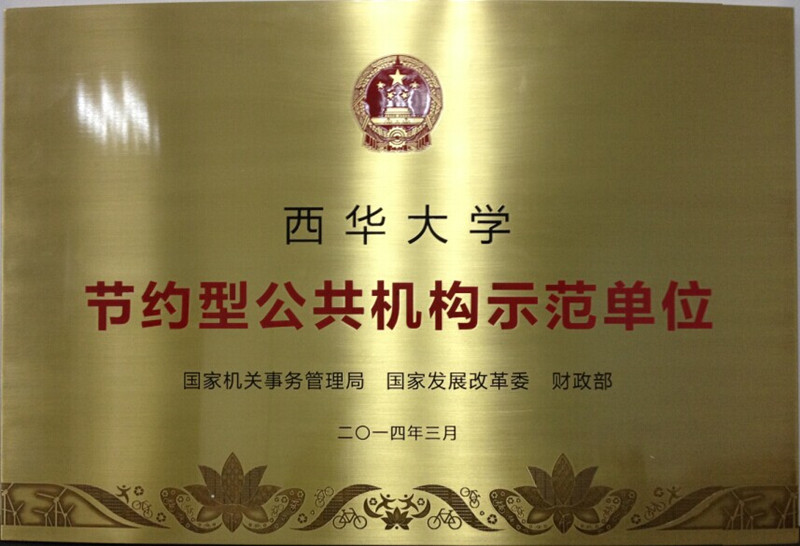 西华大学
节约型公共机构示范单位
国家机关事务管理局 国家发展改革委 财政部
二〇一四年三月